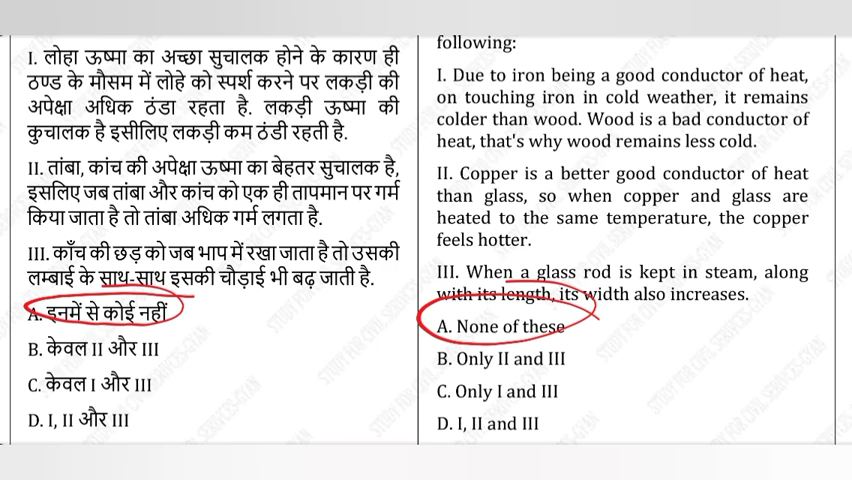 I. लोहा ऊष्मा का अच्छा सुचालक होने के कारण ही
ठण्ड के मौसम में लोहे को स्पर्श करने पर लकड़ी की
अपेक्षा अधिक ठंडा रहता है. लकड़ी ऊष्मा की
कुचालक है इसीलिए लकड़ी कम ठंडी रहती है.
II. तांबा, कांच की अपेक्षा ऊष्मा का बेहतर सुचालक है,
इसलिए जब तांबा और कांच को एक ही तापमान पर गर्म
किया जाता है तो तांबा अधिक गर्म लगता है.
III. काँच की छड़ को जब भाप में रखा जाता है तो उसकी
लम्बाई के साथ-साथ इसकी चौड़ाई भी बढ़ जाती है.
A. इनमें से कोई नहीं
B. केवल II और III
C. केवल I और III
D. I, II और III
following:
I. Due to iron being a good conductor of heat,
on touching iron in cold weather, it remains
colder than wood. Wood is a bad conductor of
heat, that's why wood remains less cold.
II. Copper is a better good conductor of heat
than glass, so when copper and glass are
heated to the same temperature, the copper
feels hotter.
III. When a glass rod is kept in steam, along
with its length, its width also increases.
A. None of these
B. Only II and III
C. Only I and III
D. I, II and III
STUDY FOR CIVIL SERVICES-GYAN